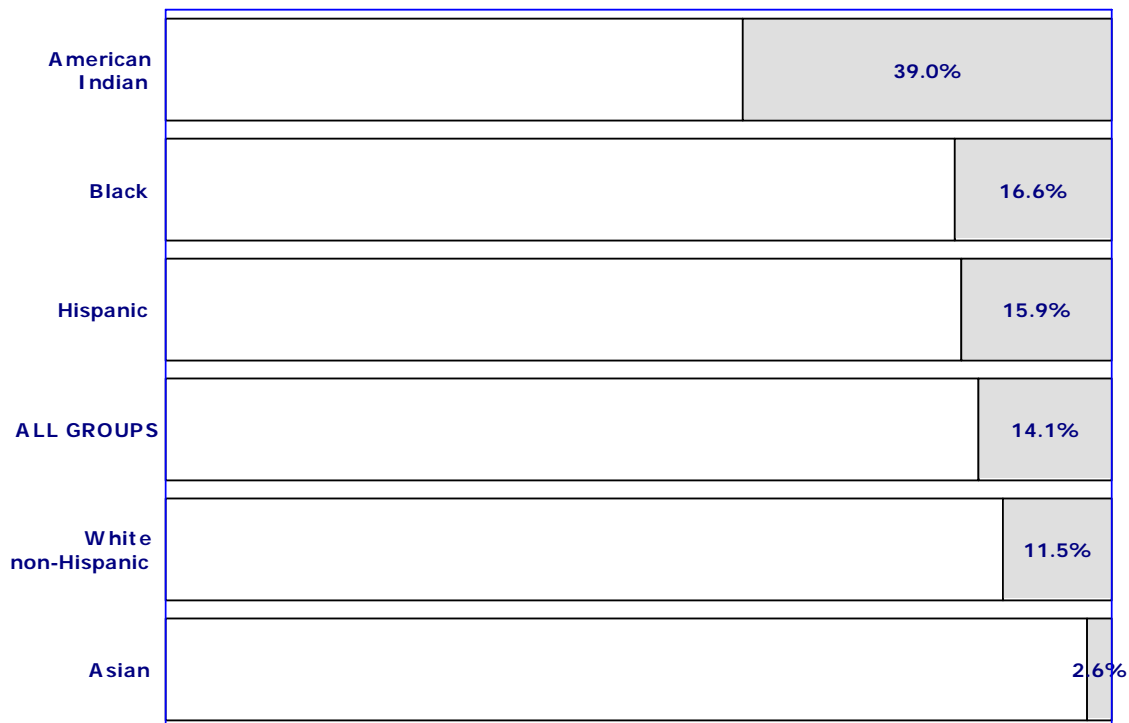 American
Indian
39.0%
Black
16.6%
Hispanic
15.9%
ALL GROUPS
14.1%
White
non-Hispanic
11.5%
Asian
2.6%